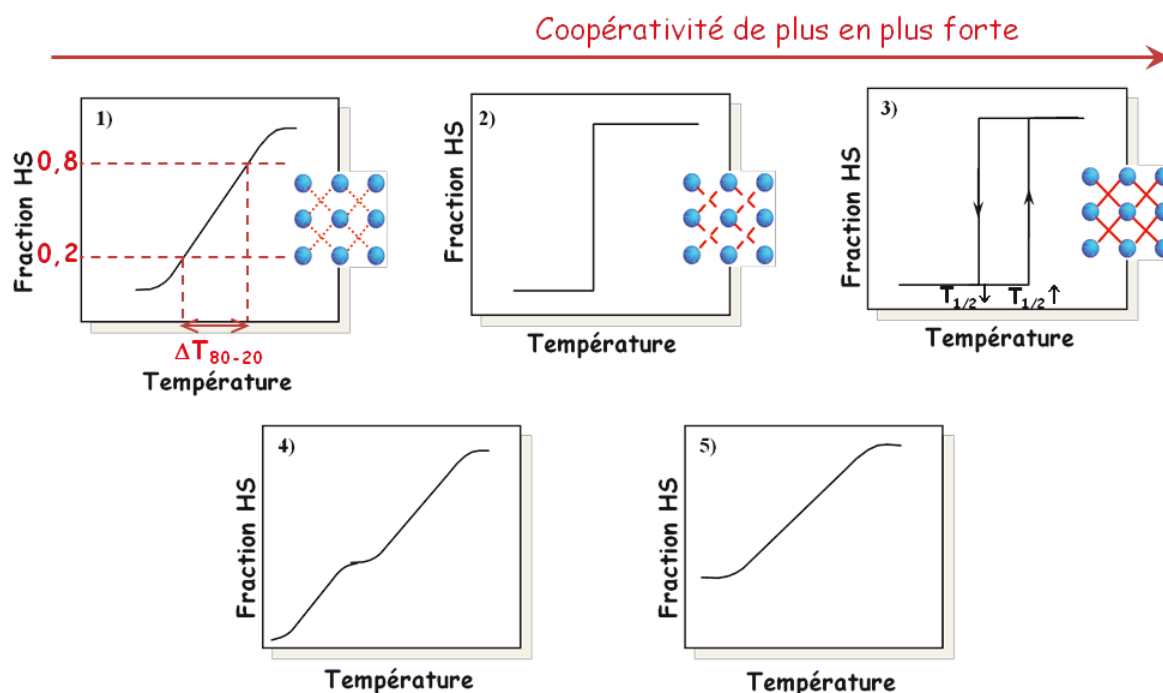 Coopérativité de plus en plus forte
1)
Fraction HS
0,8
0,2
ΔT80-20
Température
2)
Fraction HS
Température
3)
Fraction HS
T1/2↓ T1/2↑
Température
4)
Fraction HS
Température
5)
Fraction HS
Température